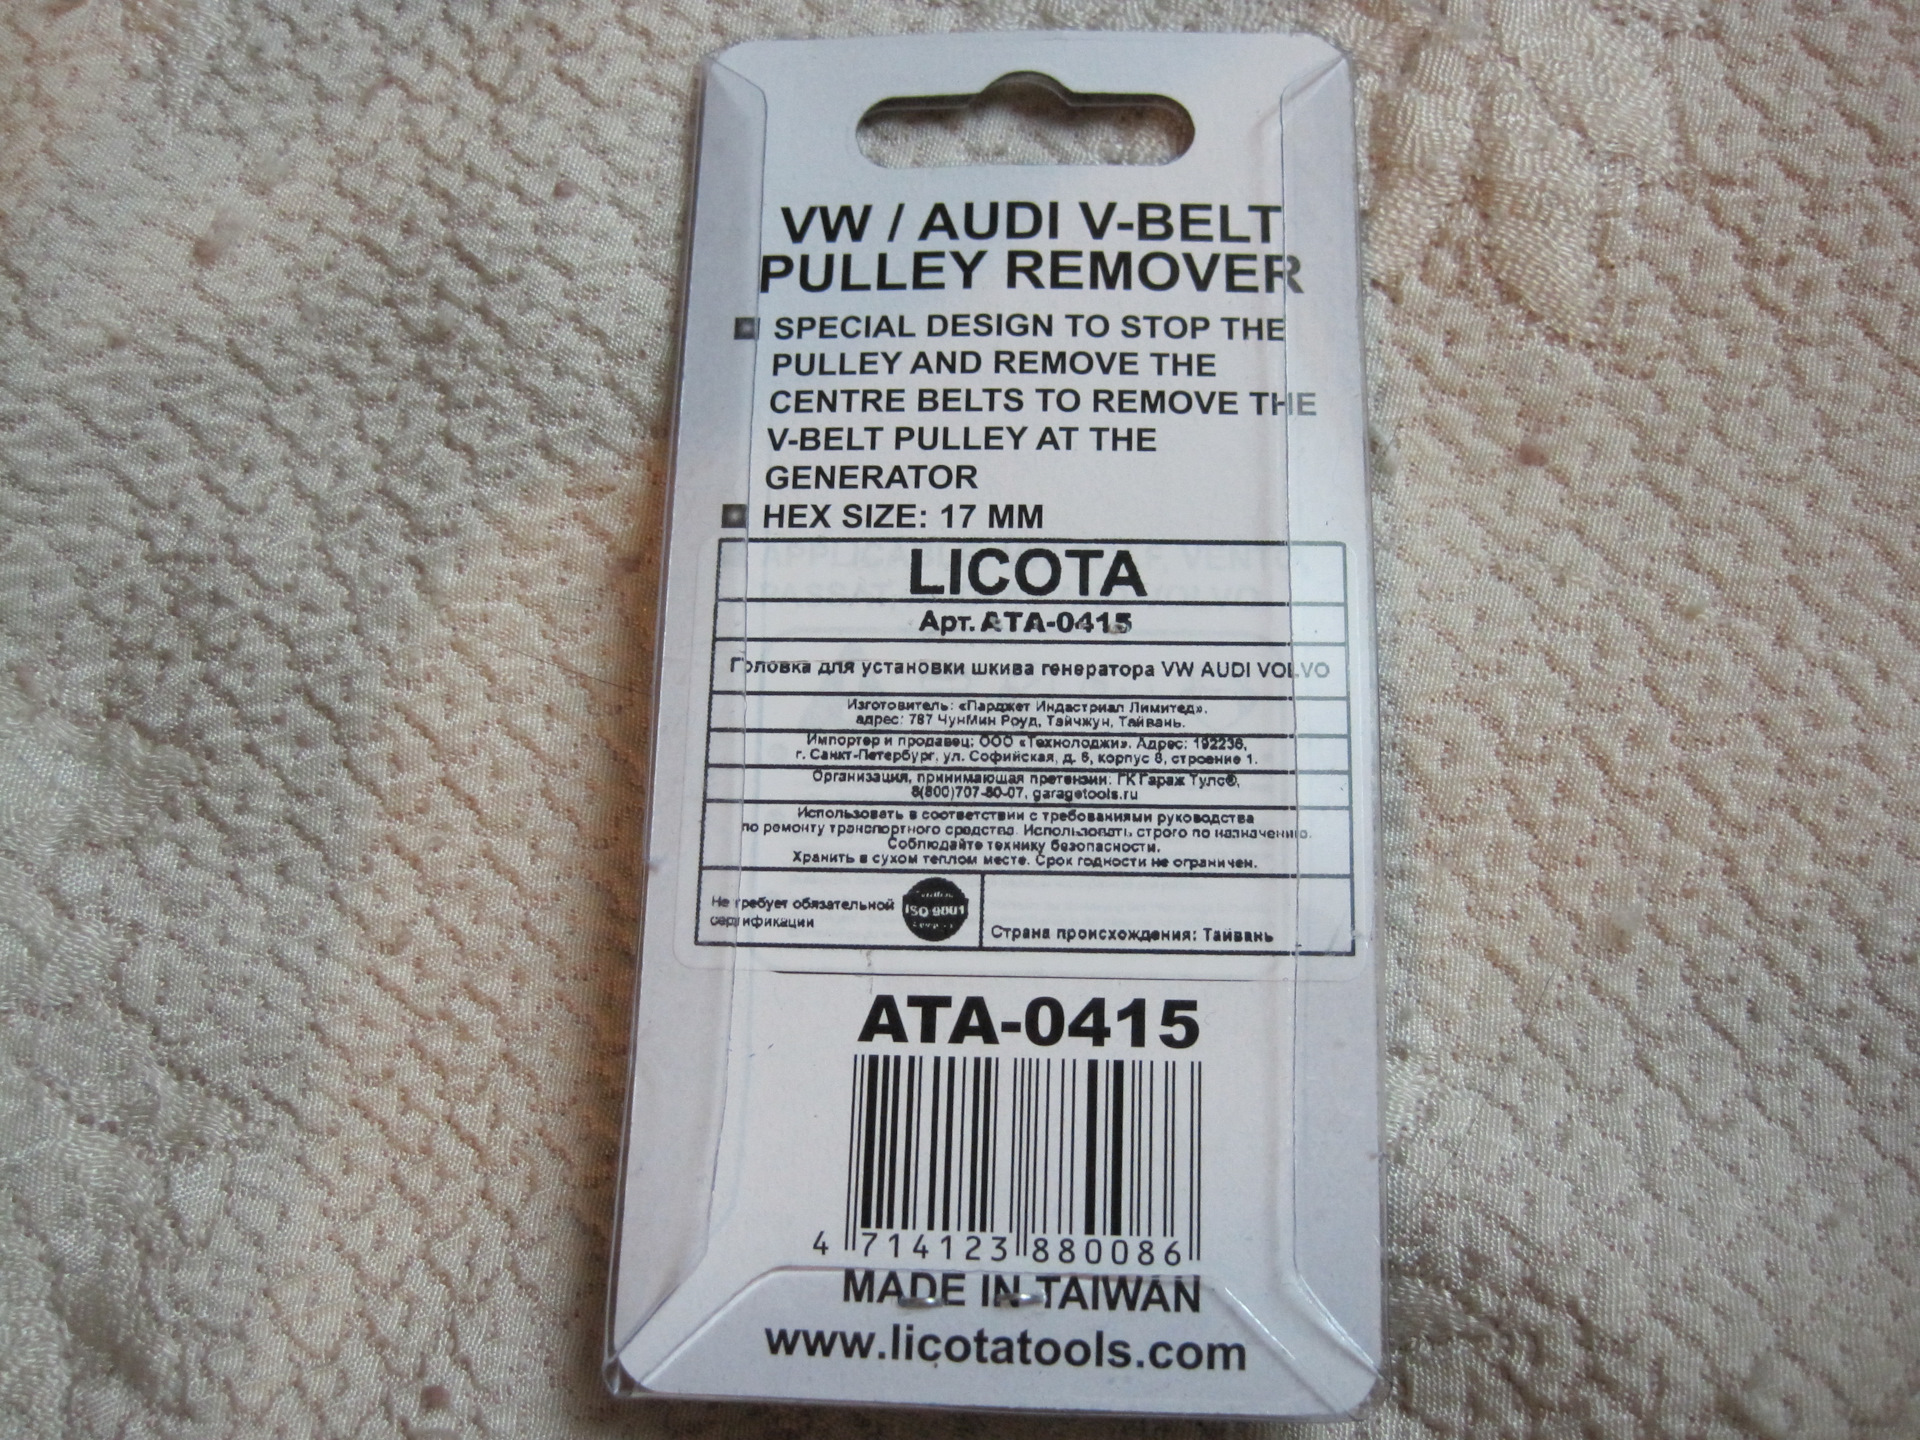 VW / AUDI V-BELT
PULLEY REMOVER
SPECIAL DESIGN TO STOP THE
PULLEY AND REMOVE THE
CENTRE BELTS TO REMOVE THE
V-BELT PULLEY AT THE
GENERATOR
HEX SIZE: 17 MM
LICOTA
Арт. ATA-0415
Головка для установки шкива генератора VW AUDI VOLVO
Изготовитель: «Парджет Индастриал Лимитед».
адрес: 787 ЧунМин Роуд, Тайчжун, Тайвань.
Импортер и продавец: ООО «Технолоджи». Адрес: 192236,
г. Санкт-Петербург, ул. Софийская, д. 6, корпус 8, строение 1.
Организация, принимающая претензии: ГК Гараж Тулс®,
8(800)707-80-07, garagetools.ru
Использовать в соответствии с требованиями руководства
по ремонту транспортного средства. Использовать строго по назначению.
Соблюдайте технику безопасности.
Хранить в сухом теплом месте. Срок годности не ограничен.
Не требует обязательной
сертификации
ISO 9001
Страна происхождения: Тайвань
ATA-0415
4 714123 880086
MADE IN TAIWAN
www.licotatools.com